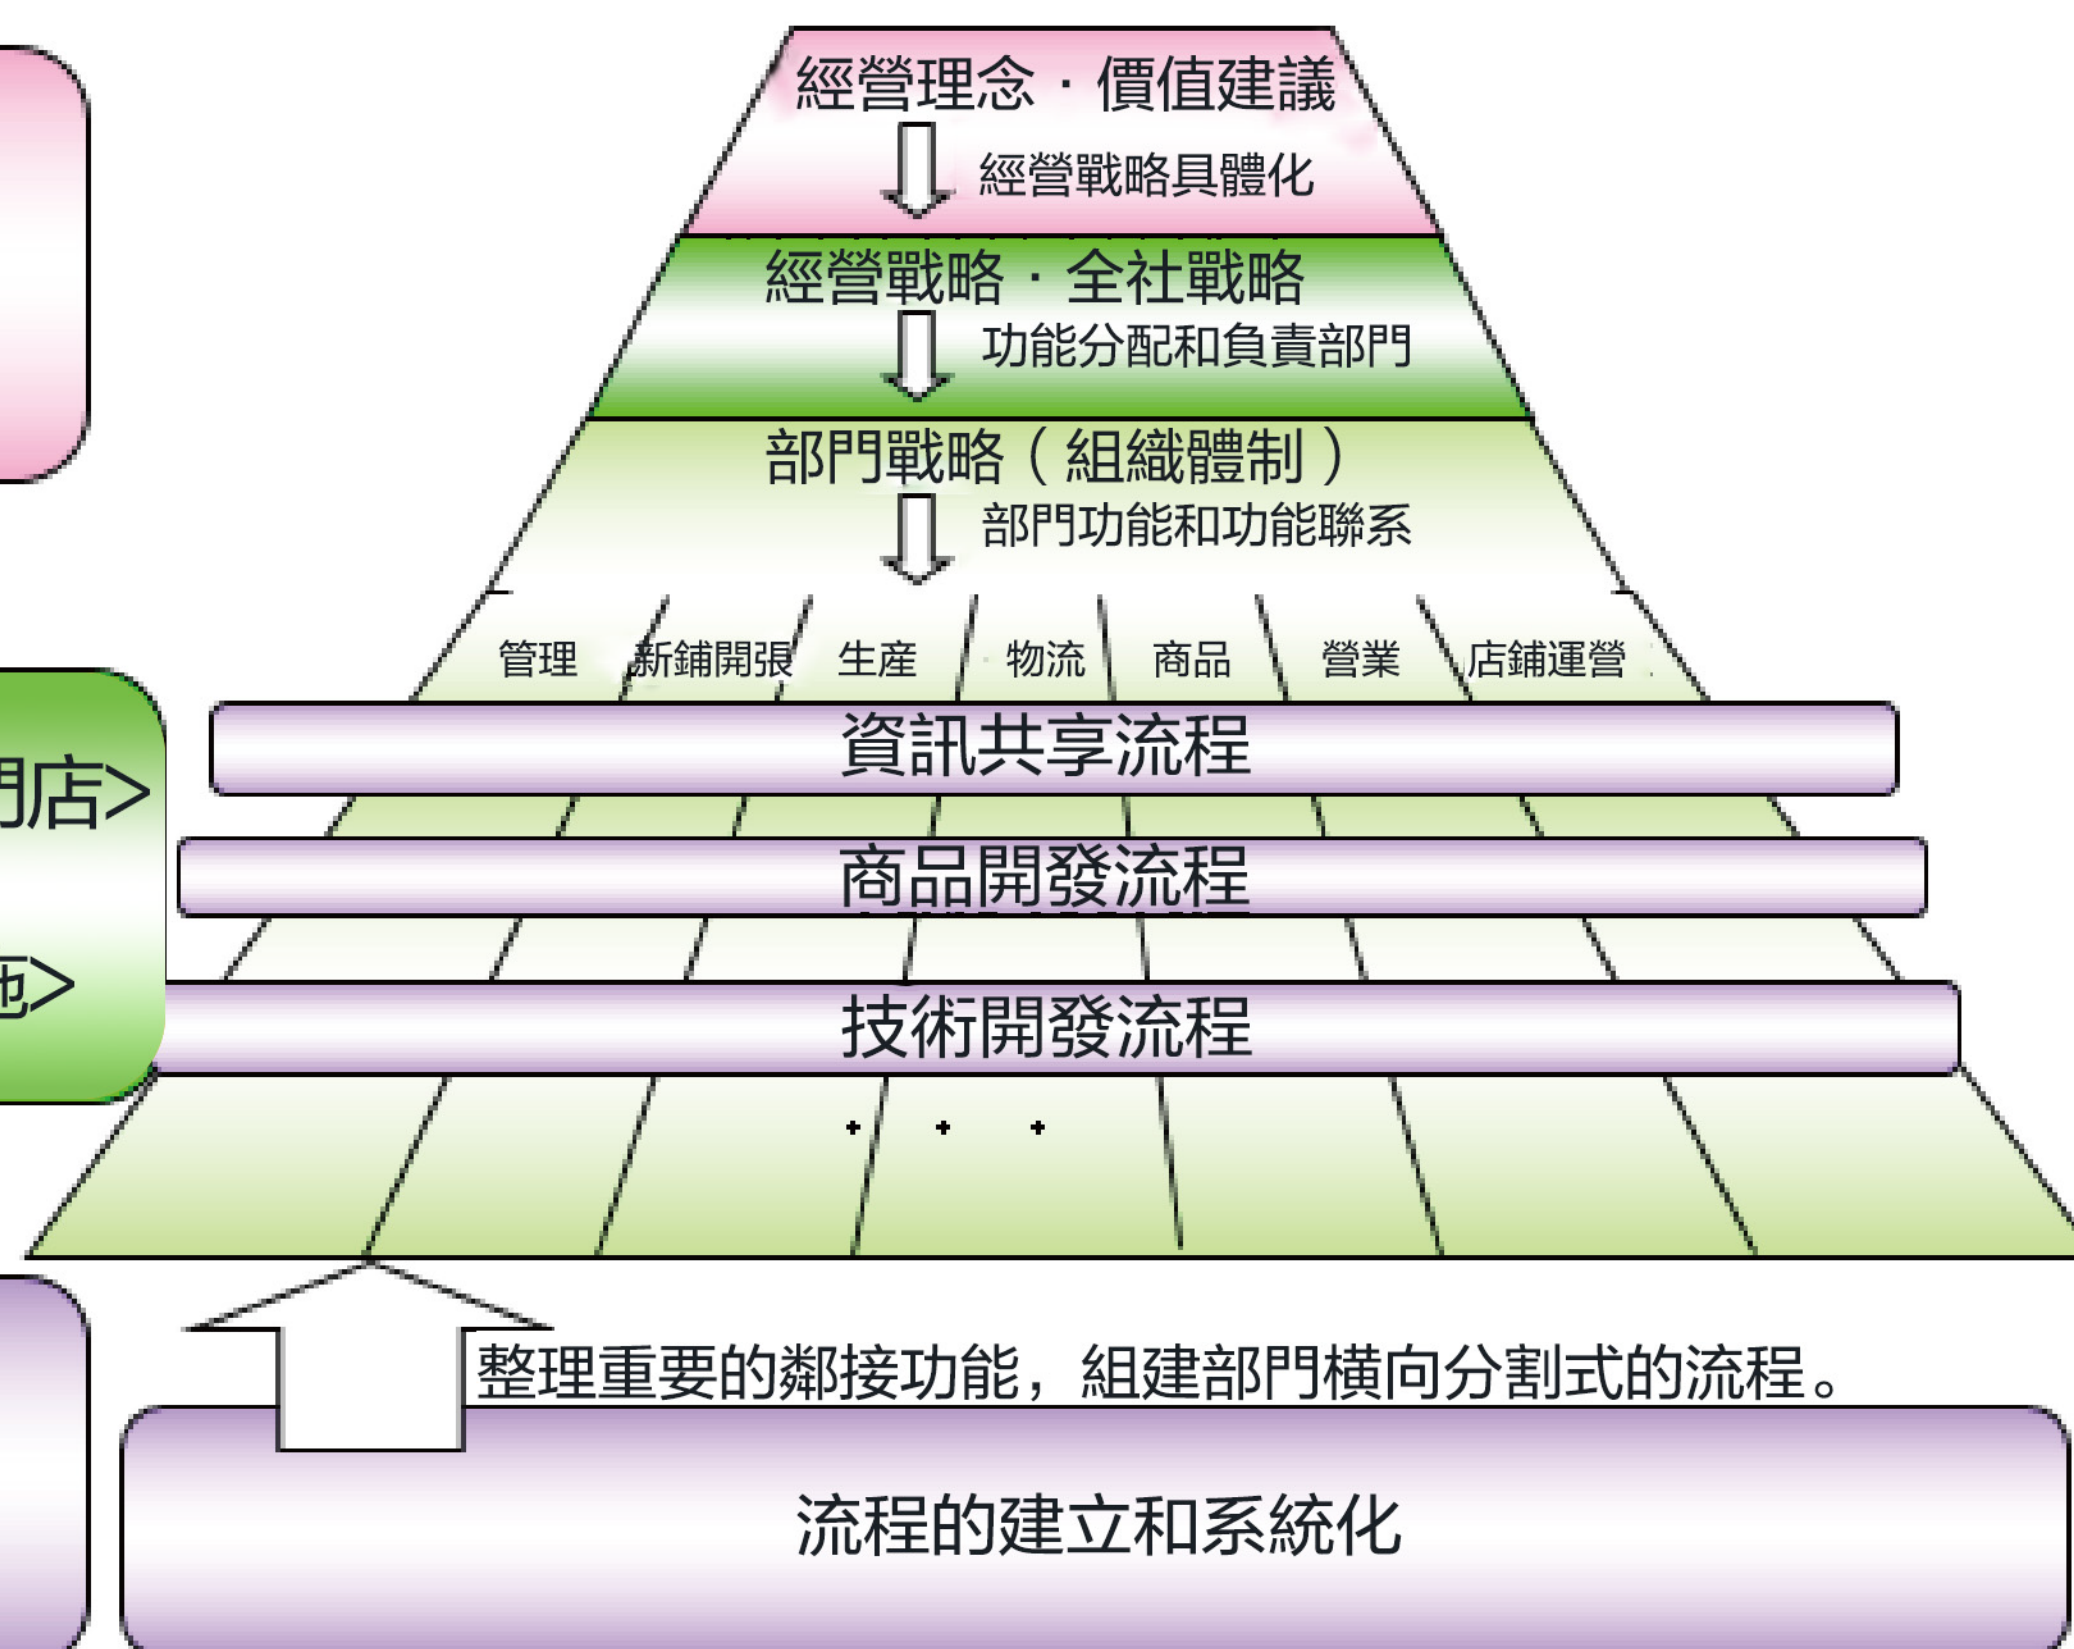 經營理念·價值建議
經營戰略具體化
經營戰略·全社戰略
功能分配和負責部門
部門戰略（組織體制）
部門功能和功能聯系
管理 新鋪開張 生産 物流 商品 營業 店鋪運營
資訊共享流程
店>
商品開發流程
>
技術開發流程
整理重要的鄰接功能，組建部門橫向分割式的流程。
流程的建立和系統化